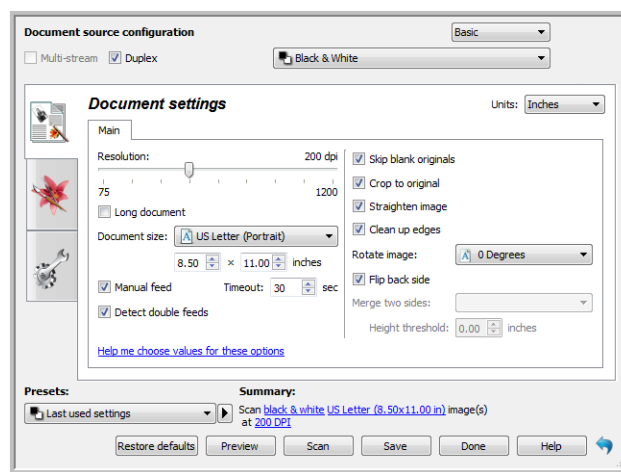 Document source configuration
Basic
Multi-stream
Duplex
Black & White
Document settings
Units:
Inches
Main
Resolution:
200 dpi
75
1200
Long document
Document size:
US Letter (Portrait)
8.50 × 11.00 inches
Manual feed
Timeout: 30 sec
Detect double feeds
Help me choose values for these options
Skip blank originals
Crop to original
Straighten image
Clean up edges
Rotate image:
0 Degrees
Flip back side
Merge two sides:
Height threshold: 0.00 inches
Presets:
Last used settings
Summary:
Scan black & white US Letter (8.50x11.00 in) image(s)
at 200 DPI
Restore defaults
Preview
Scan
Save
Done
Help